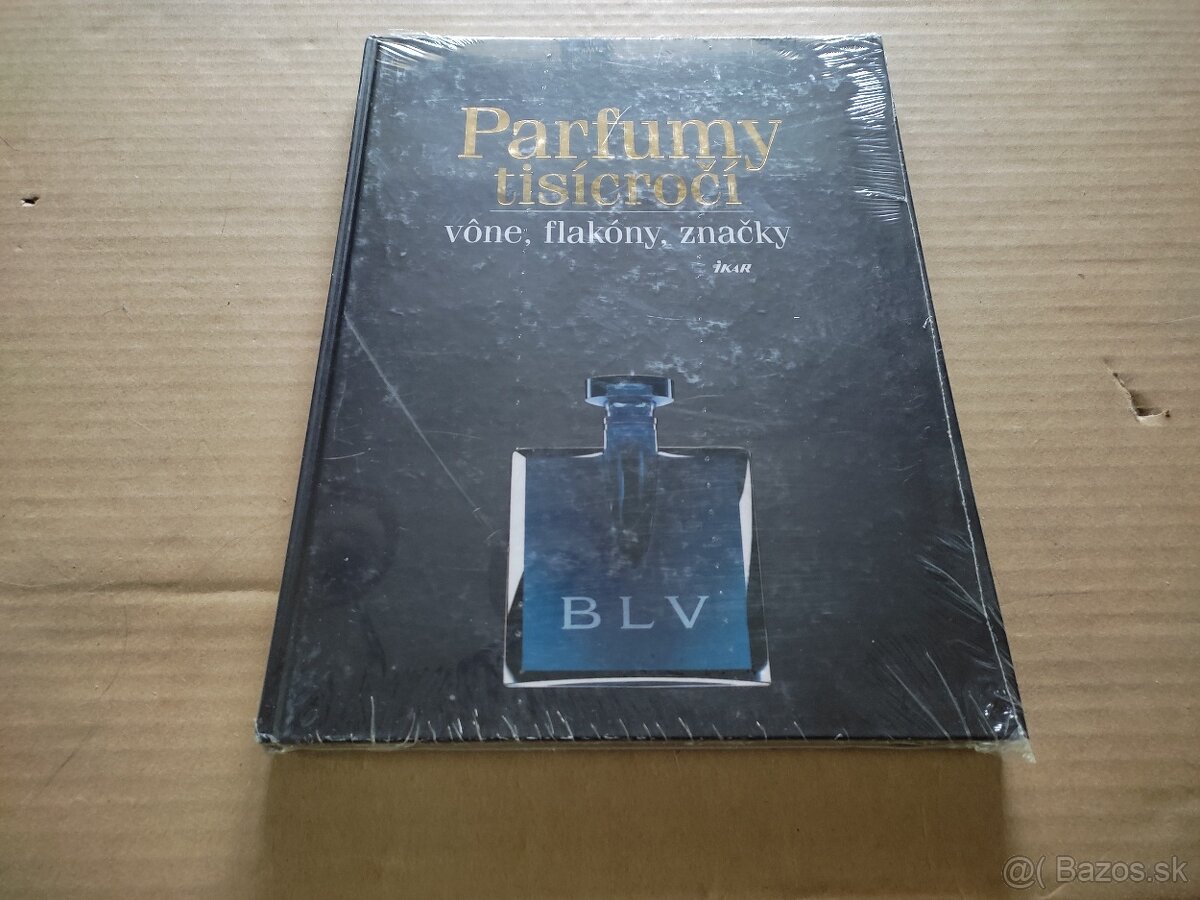 Parfumy
tisícročí
vône, flakóny, značky
iKAR
BLV
@( Bazos.sk